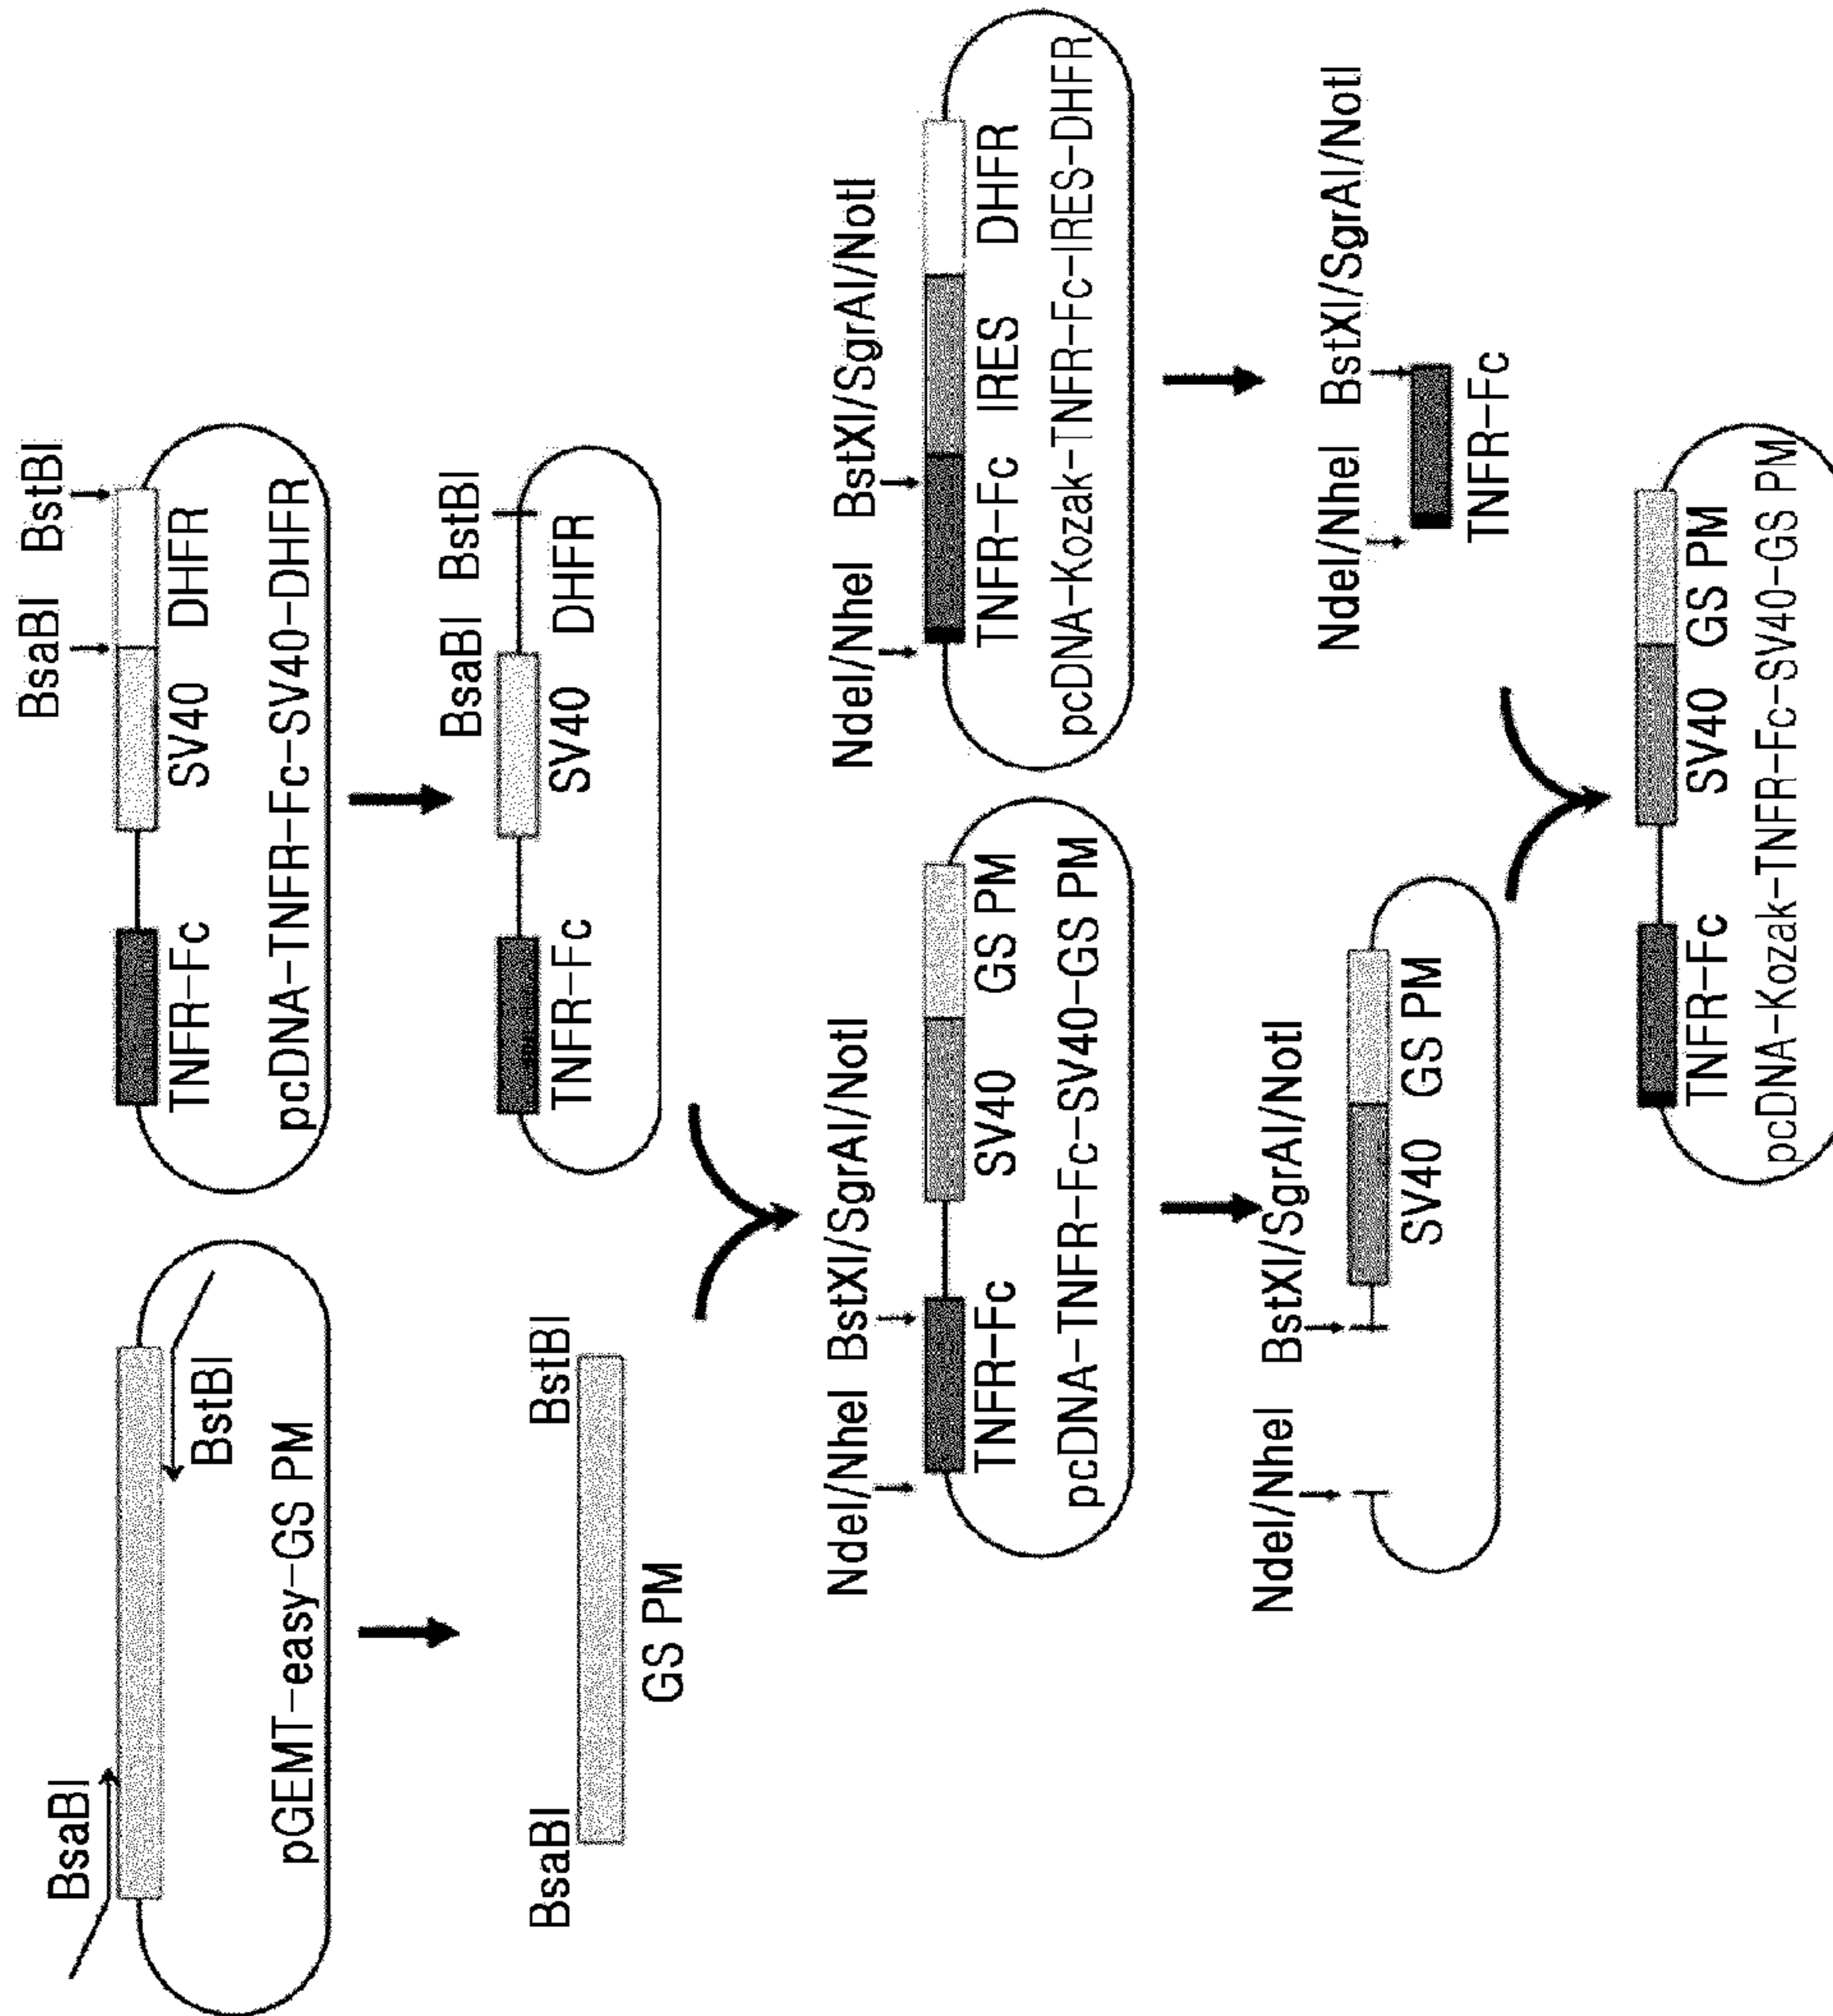 BsaBI
BstBI
pGEMT-easy-GS PM
BsaBI BstBI
SV40 DHFR
TNFR-Fc
pcDNA-TNFR-Fc-SV40-DHFR
BsaBI BstBI
GS PM
BsaBI BstBI
TNFR-Fc SV40 DHFR
NdeI/NheI BstXI/SgrAI/NotI
TNFR-Fc SV40 GS PM
pcDNA-TNFR-Fc-SV40-GS PM
NdeI/NheI BstXI/SgrAI/NotI
TNFR-Fc IRES DHFR
pcDNA-Kozak-TNFR-Fc-IRES-DHFR
NdeI/NheI BstXI/SgrAI/NotI
SV40 GS PM
NdeI/NheI BstXI/SgrAI/NotI
TNFR-Fc
TNFR-Fc SV40 GS PM
pcDNA-Kozak-TNFR-Fc-SV40-GS PM